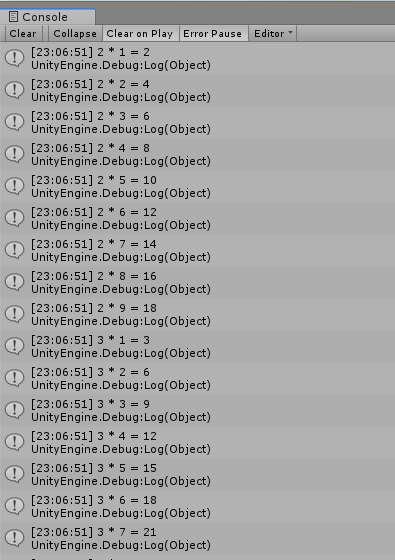 Console
Clear Collapse Clear on Play Error Pause Editor
[23:06:51] 2 * 1 = 2
UnityEngine.Debug:Log(Object)
[23:06:51] 2 * 2 = 4
UnityEngine.Debug:Log(Object)
[23:06:51] 2 * 3 = 6
UnityEngine.Debug:Log(Object)
[23:06:51] 2 * 4 = 8
UnityEngine.Debug:Log(Object)
[23:06:51] 2 * 5 = 10
UnityEngine.Debug:Log(Object)
[23:06:51] 2 * 6 = 12
UnityEngine.Debug:Log(Object)
[23:06:51] 2 * 7 = 14
UnityEngine.Debug:Log(Object)
[23:06:51] 2 * 8 = 16
UnityEngine.Debug:Log(Object)
[23:06:51] 2 * 9 = 18
UnityEngine.Debug:Log(Object)
[23:06:51] 3 * 1 = 3
UnityEngine.Debug:Log(Object)
[23:06:51] 3 * 2 = 6
UnityEngine.Debug:Log(Object)
[23:06:51] 3 * 3 = 9
UnityEngine.Debug:Log(Object)
[23:06:51] 3 * 4 = 12
UnityEngine.Debug:Log(Object)
[23:06:51] 3 * 5 = 15
UnityEngine.Debug:Log(Object)
[23:06:51] 3 * 6 = 18
UnityEngine.Debug:Log(Object)
[23:06:51] 3 * 7 = 21
UnityEngine.Debug:Log(Object)